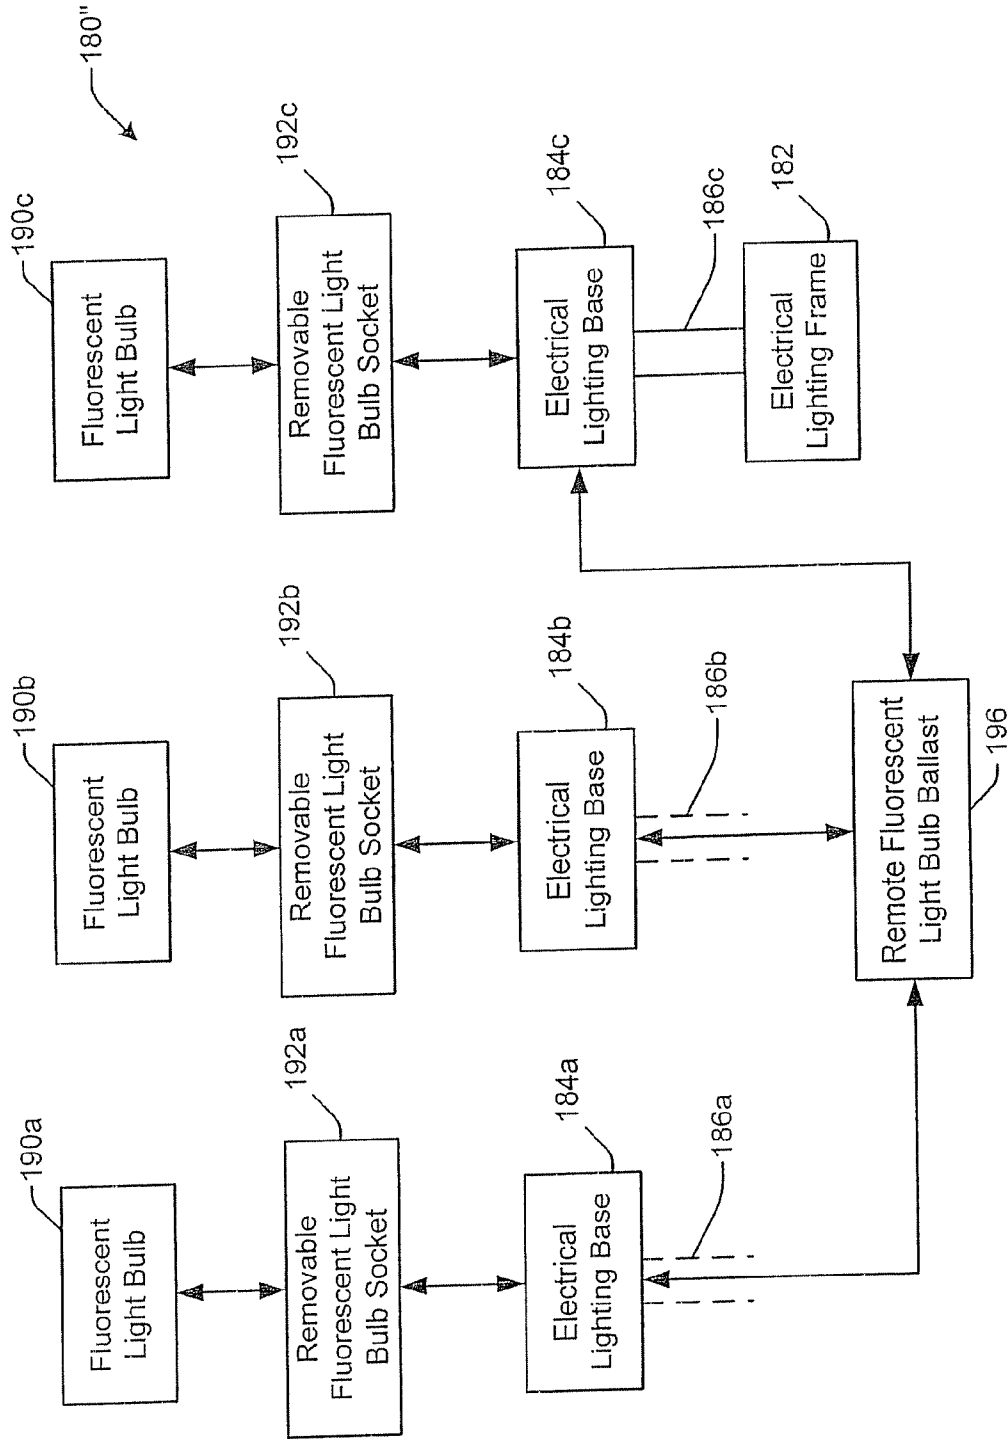 180"
190a
190b
190c
Fluorescent
Light Bulb
Fluorescent
Light Bulb
Fluorescent
Light Bulb
192a
192b
192c
Removable
Fluorescent Light
Bulb Socket
Removable
Fluorescent Light
Bulb Socket
Removable
Fluorescent Light
Bulb Socket
184a
184b
184c
Electrical
Lighting Base
Electrical
Lighting Base
Electrical
Lighting Base
186a
186b
186c
182
Electrical
Lighting Frame
Remote Fluorescent
Light Bulb Ballast
196